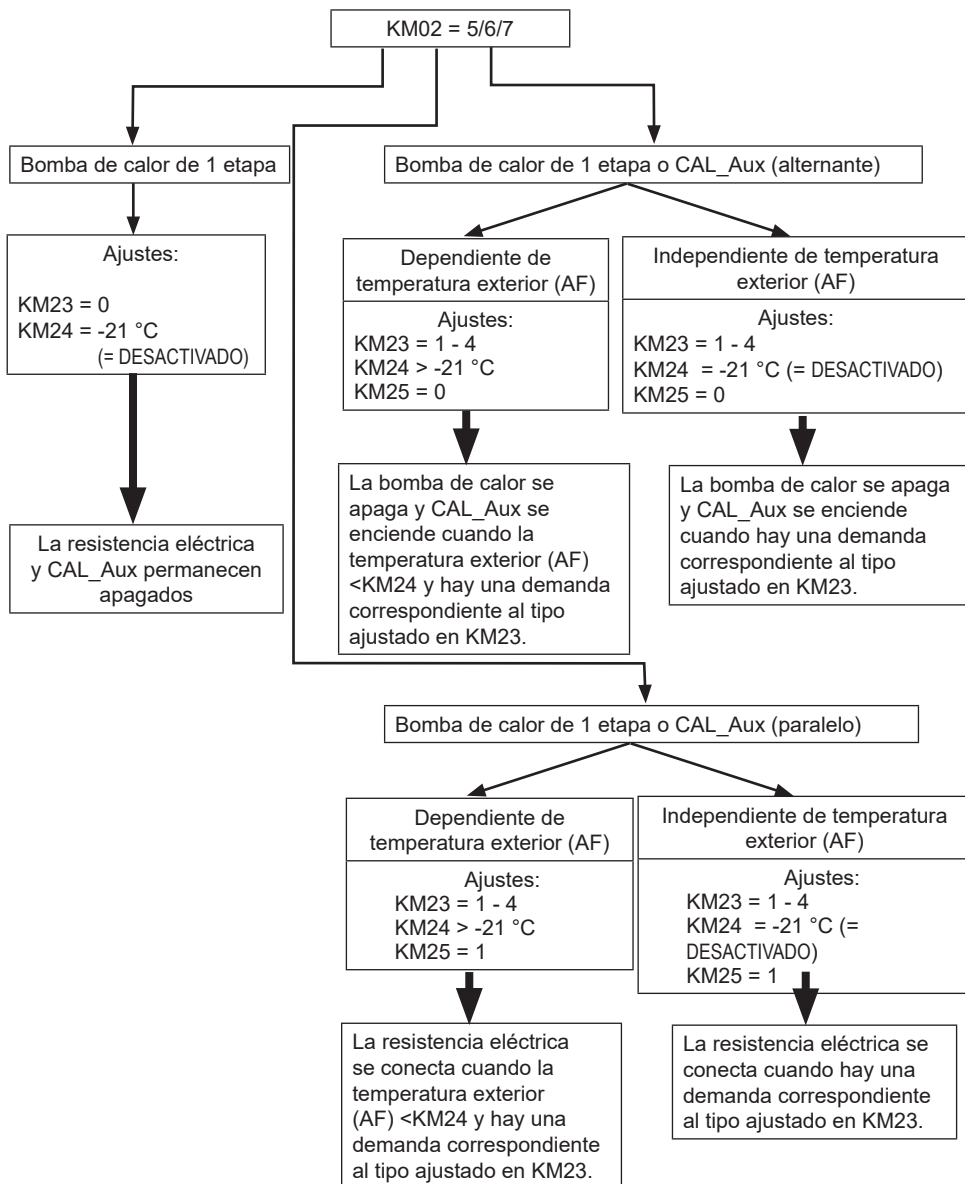 KM02 = 5/6/7
Bomba de calor de 1 etapa
Ajustes:
KM23 = 0
KM24 = -21 °C
(= DESACTIVADO)
La resistencia eléctrica
y CAL_Aux permanecen
apagados
Bomba de calor de 1 etapa o CAL_Aux (alternante)
Dependiente de
temperatura exterior (AF)
Ajustes:
KM23 = 1 - 4
KM24 > -21 °C
KM25 = 0
La bomba de calor se
apaga y CAL_Aux se
enciende cuando la
temperatura exterior (AF)
<KM24 y hay una demanda
correspondiente al tipo
ajustado en KM23.
Independiente de temperatura
exterior (AF)
Ajustes:
KM23 = 1 - 4
KM24 = -21 °C (= DESACTIVADO)
KM25 = 0
La bomba de calor se apaga
y CAL_Aux se enciende
cuando hay una demanda
correspondiente al tipo
ajustado en KM23.
Bomba de calor de 1 etapa o CAL_Aux (paralelo)
Dependiente de
temperatura exterior (AF)
Ajustes:
KM23 = 1 - 4
KM24 > -21 °C
KM25 = 1
La resistencia eléctrica
se conecta cuando la
temperatura exterior
(AF) <KM24 y hay una
demanda correspondiente
al tipo ajustado en KM23.
Independiente de temperatura
exterior (AF)
Ajustes:
KM23 = 1 - 4
KM24 = -21 °C (=
DESACTIVADO)
KM25 = 1
La resistencia eléctrica se
conecta cuando hay una
demanda correspondiente
al tipo ajustado en KM23.